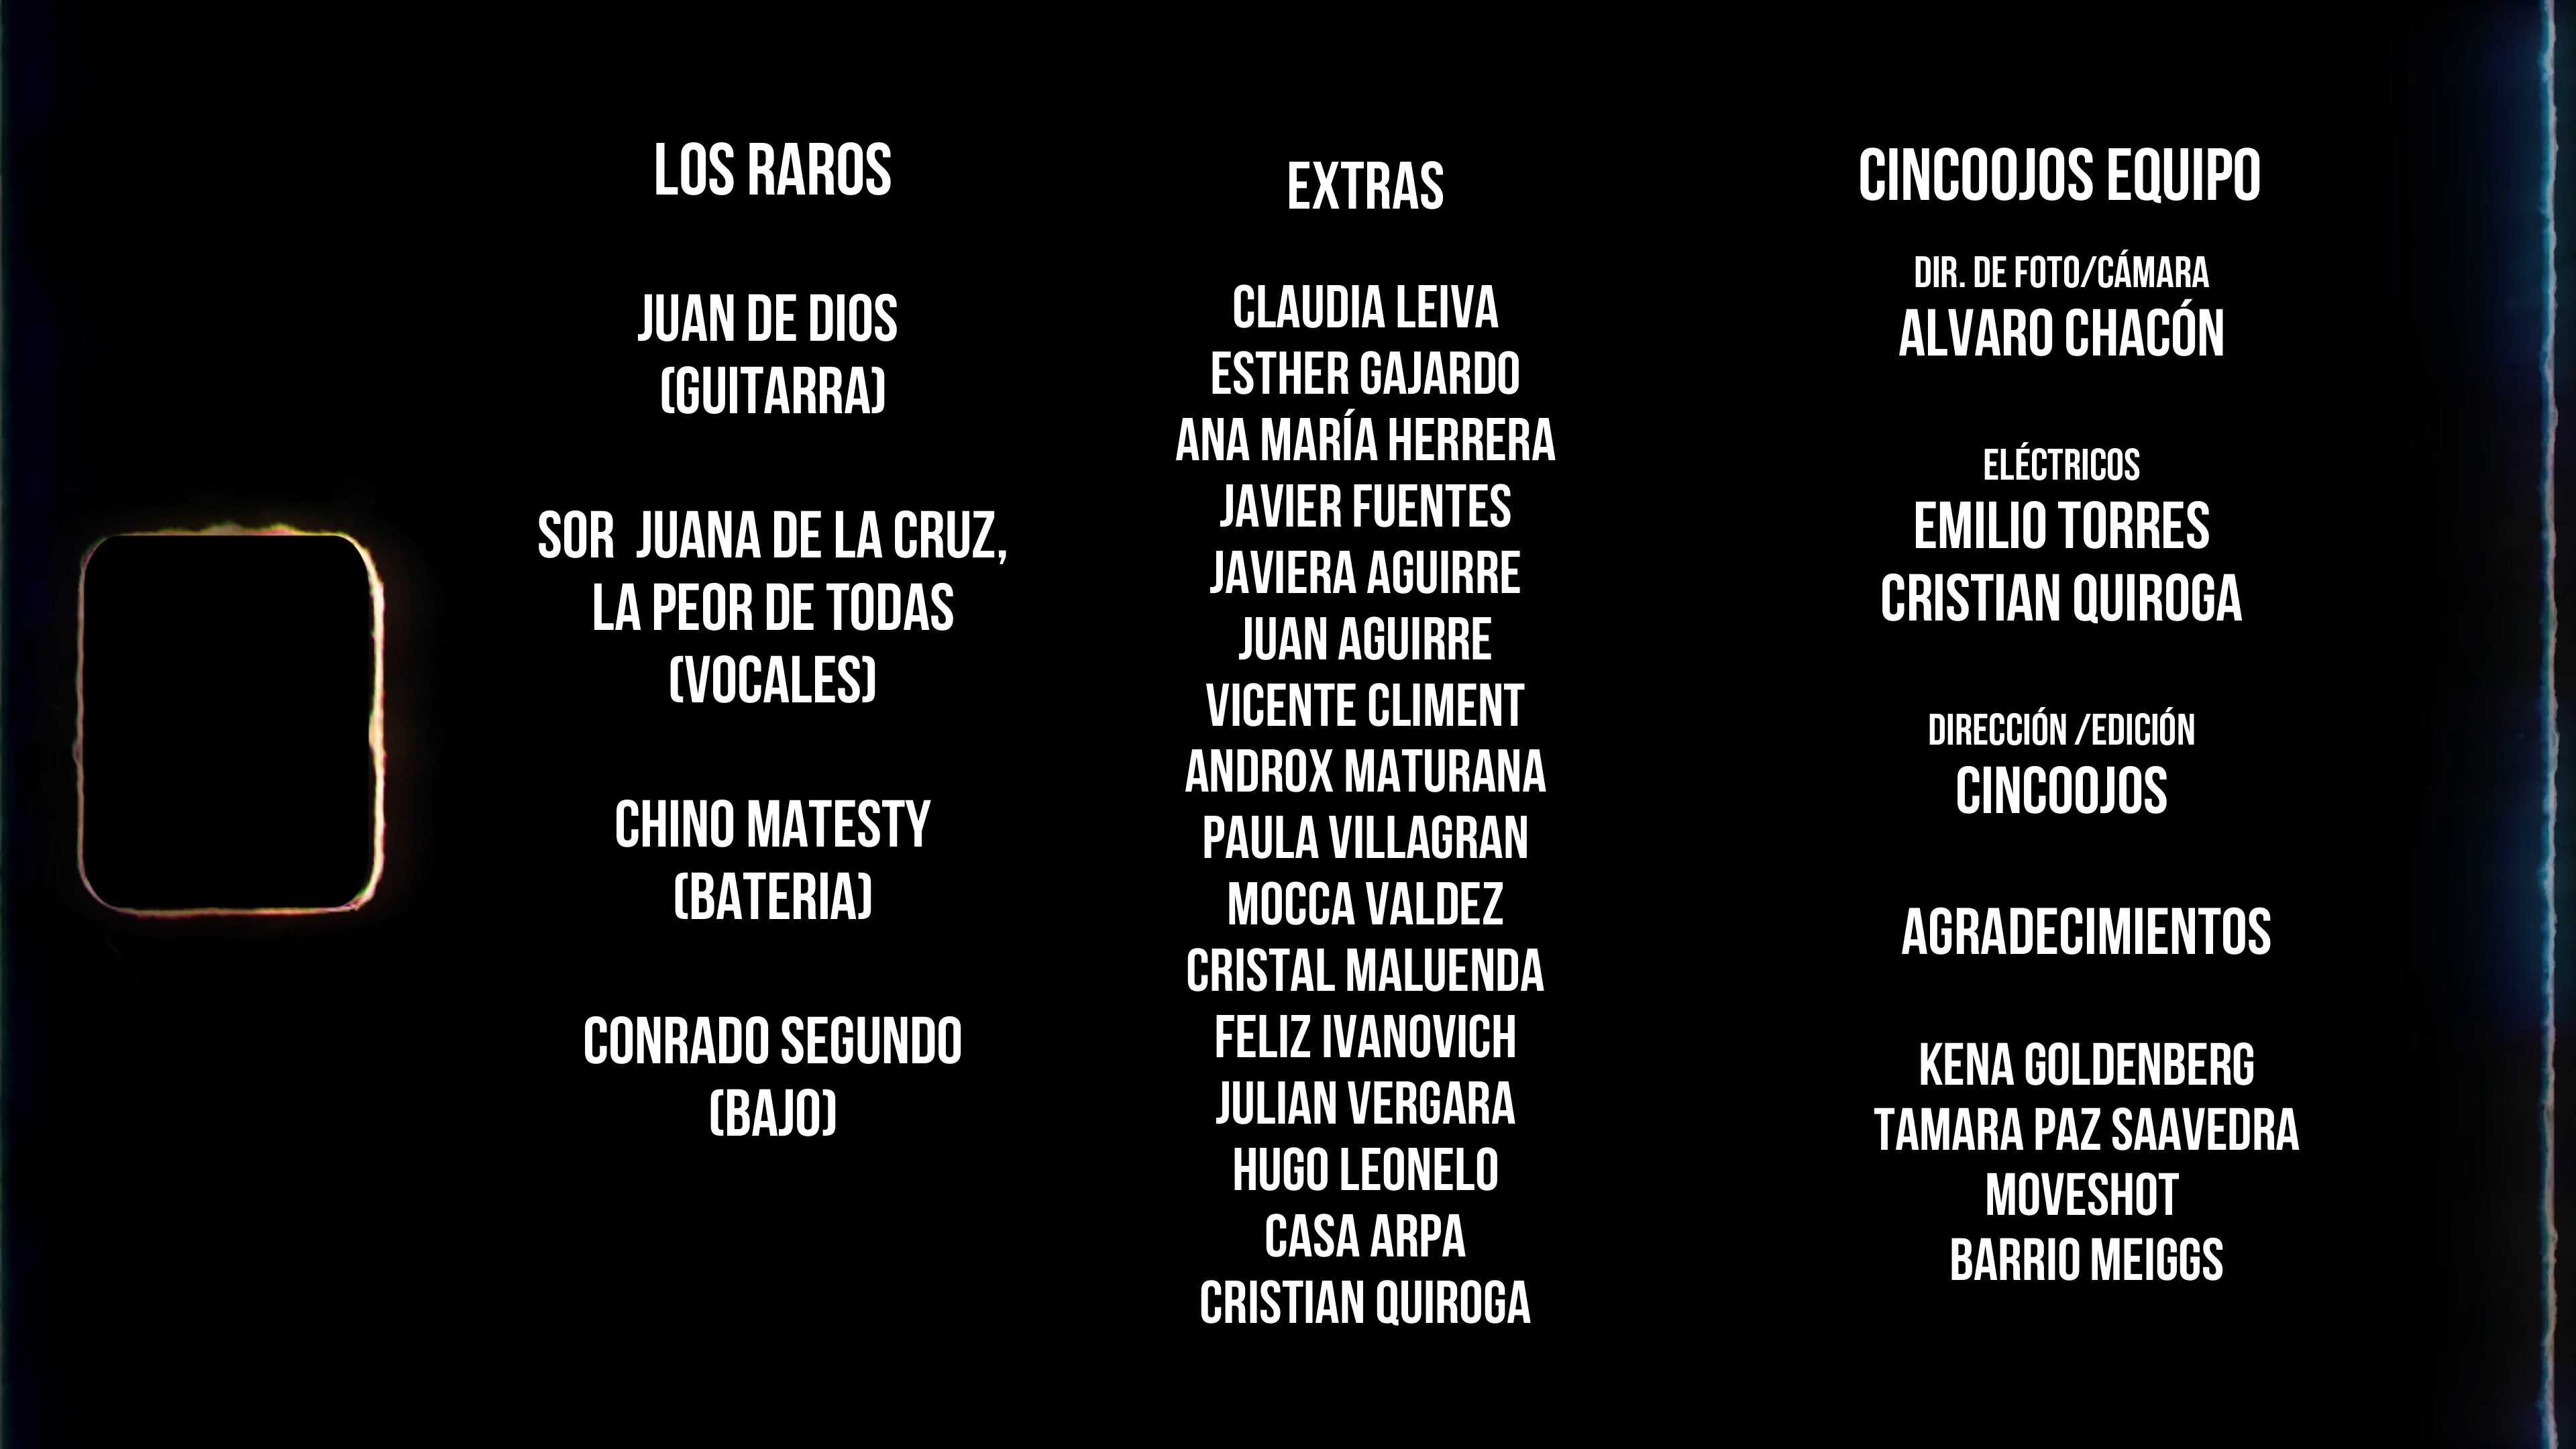 LOS RAROS
JUAN DE DIOS
(GUITARRA)
SOR JUANA DE LA CRUZ,
LA PEOR DE TODAS
(VOCALES)
CHINO MATESTY
(BATERIA)
CONRADO SEGUNDO
(BAJO)
EXTRAS
CLAUDIA LEIVA
ESTHER GAJARDO
ANA MARÍA HERRERA
JAVIER FUENTES
JAVIERA AGUIRRE
JUAN AGUIRRE
VICENTE CLIMENT
ANDROX MATURANA
PAULA VILLAGRAN
MOCCA VALDEZ
CRISTAL MALUENDA
FELIZ IVANOVICH
JULIAN VERGARA
HUGO LEONELO
CASA ARPA
CRISTIAN QUIROGA
CINCOOJOS EQUIPO
DIR. DE FOTO/CÁMARA
ALVARO CHACÓN
ELÉCTRICOS
EMILIO TORRES
CRISTIAN QUIROGA
DIRECCIÓN /EDICIÓN
CINCOOJOS
AGRADECIMIENTOS
KENA GOLDENBERG
TAMARA PAZ SAAVEDRA
MOVESHOT
BARRIO MEIGGS